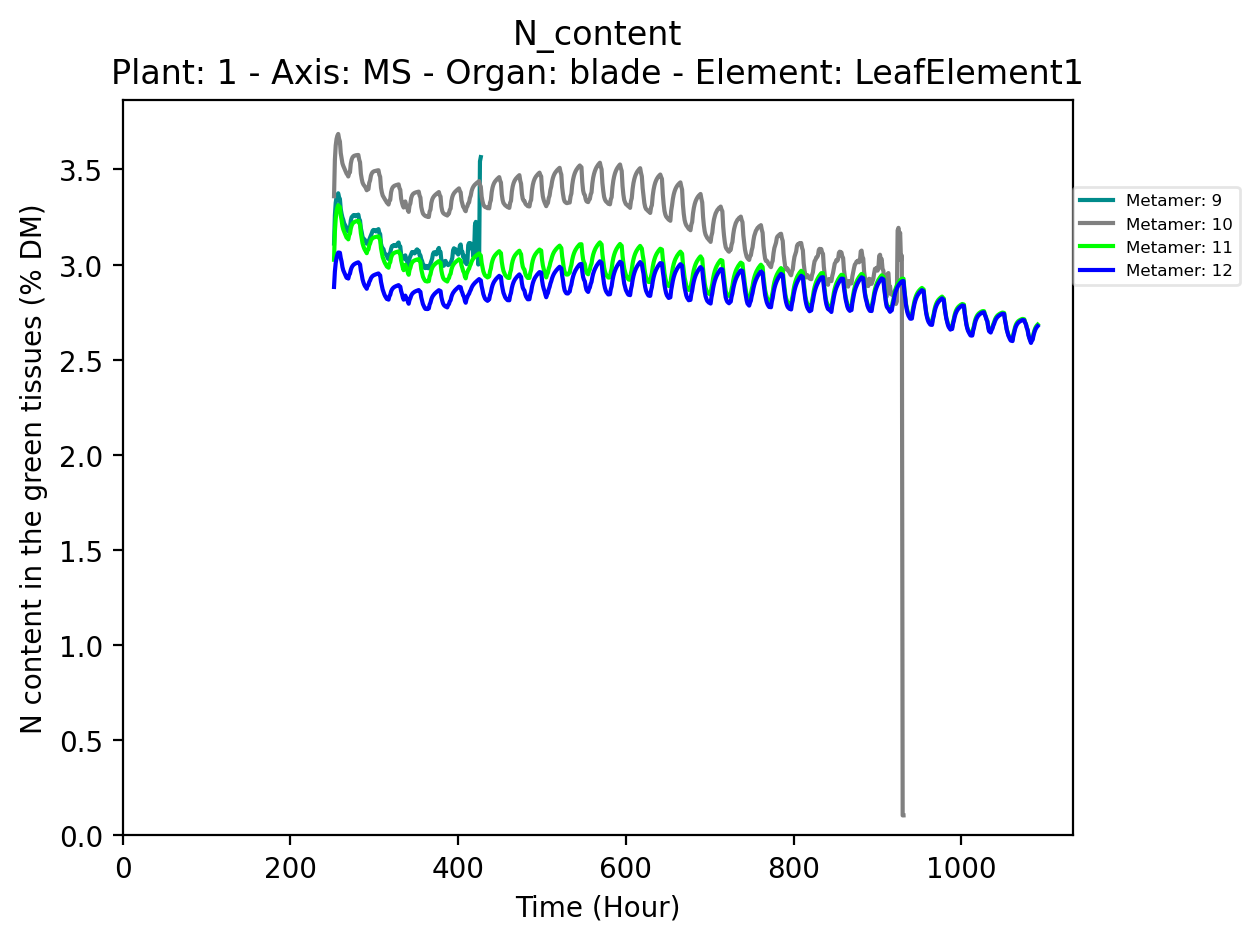 N_content
Plant: 1 - Axis: MS - Organ: blade - Element: LeafElement1
N content in the green tissues (% DM)
3.5
3.0
2.5
2.0
1.5
1.0
0.5
0.0
0
200
400
600
800
1000
Time (Hour)
Metamer: 9
Metamer: 10
Metamer: 11
Metamer: 12